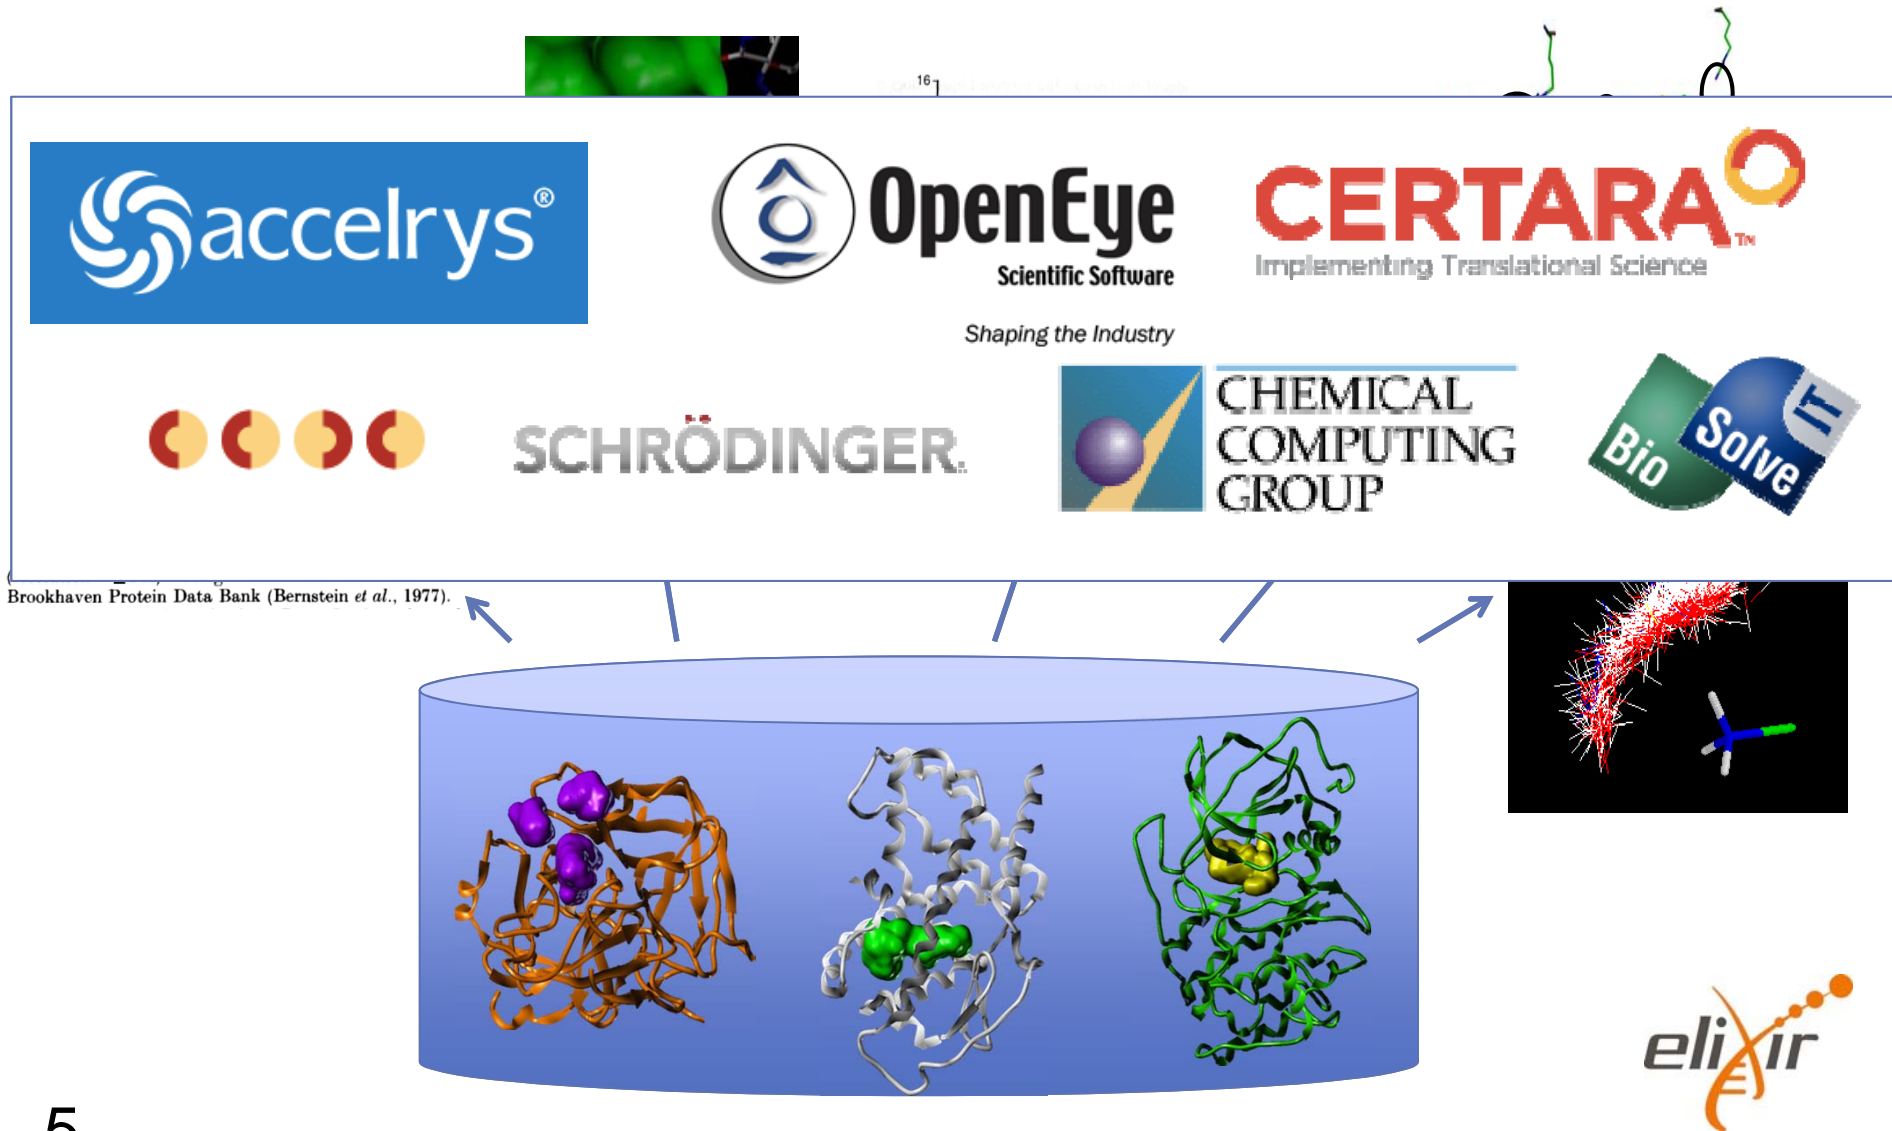 16
accelrys®
OpenEye
Scientific Software
Shaping the Industry
CERTARA™
Implementing Translational Science
SCHRÖDINGER.
CHEMICAL
COMPUTING
GROUP
Bio
Solve
IT
Brookhaven Protein Data Bank (Bernstein et al., 1977).
elixir
5